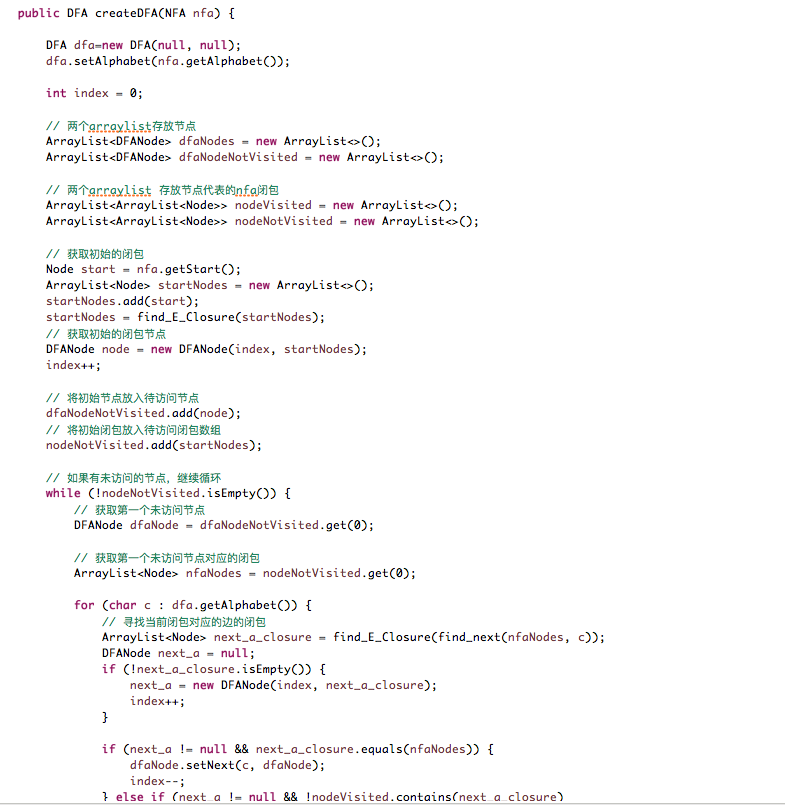 public DFA createDFA(NFA nfa) {
DFA dfa=new DFA(null, null);
dfa.setAlphabet(nfa.getAlphabet());
int index = 0;
// 两个arraylist存放节点
ArrayList<DFANode> dfaNodes = new ArrayList<>();
ArrayList<DFANode> dfaNodeNotVisited = new ArrayList<>();
// 两个arraylist 存放节点代表的nfa闭包
ArrayList<ArrayList<Node>> nodeVisited = new ArrayList<>();
ArrayList<ArrayList<Node>> nodeNotVisited = new ArrayList<>();
// 获取初始的闭包
Node start = nfa.getStart();
ArrayList<Node> startNodes = new ArrayList<>();
startNodes.add(start);
startNodes = find_E_Closure(startNodes);
// 获取初始的闭包节点
DFANode node = new DFANode(index, startNodes);
index++;
// 将初始节点放入待访问节点
dfaNodeNotVisited.add(node);
// 将初始闭包放入待访问闭包数组
nodeNotVisited.add(startNodes);
// 如果有未访问的节点，继续循环
while (!nodeNotVisited.isEmpty()) {
// 获取第一个未访问节点
DFANode dfaNode = dfaNodeNotVisited.get(0);
// 获取第一个未访问节点对应的闭包
ArrayList<Node> nfaNodes = nodeNotVisited.get(0);
for (char c : dfa.getAlphabet()) {
// 寻找当前闭包对应的边的闭包
ArrayList<Node> next_a_closure = find_E_Closure(find_next(nfaNodes, c));
DFANode next_a = null;
if (!next_a_closure.isEmpty()) {
next_a = new DFANode(index, next_a_closure);
index++;
}
if (next_a != null && next_a_closure.equals(nfaNodes)) {
dfaNode.setNext(c, dfaNode);
index--;
} else if (next_a != null && !nodeVisited.contains(next_a_closure)